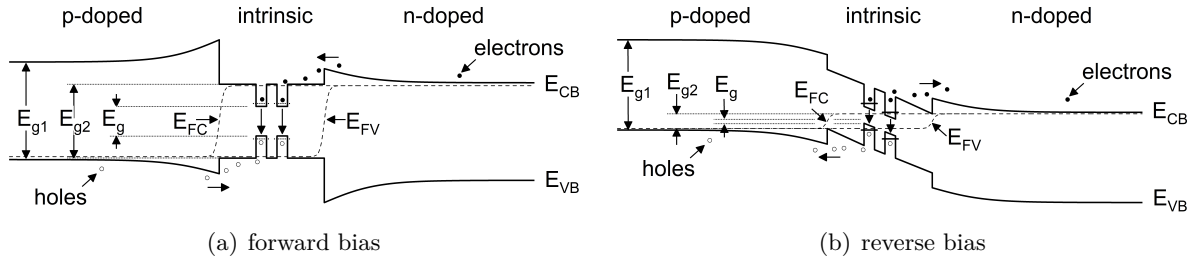 p-doped intrinsic n-doped
electrons
E_CB
E_g1 E_g2 E_g E_FC E_FV
holes
E_VB
(a) forward bias
p-doped intrinsic n-doped
electrons
E_g1 E_g2 E_g E_FC
E_CB
E_FV
holes
E_VB
(b) reverse bias